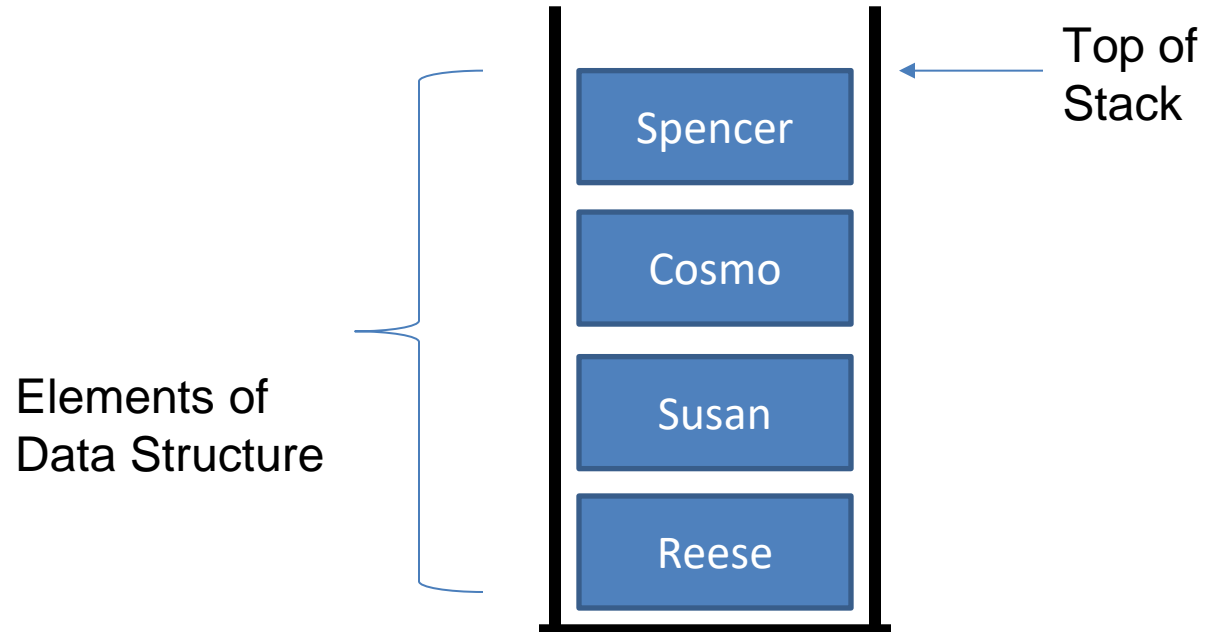 Top of
Stack
Spencer
Cosmo
Susan
Reese
Elements of
Data Structure